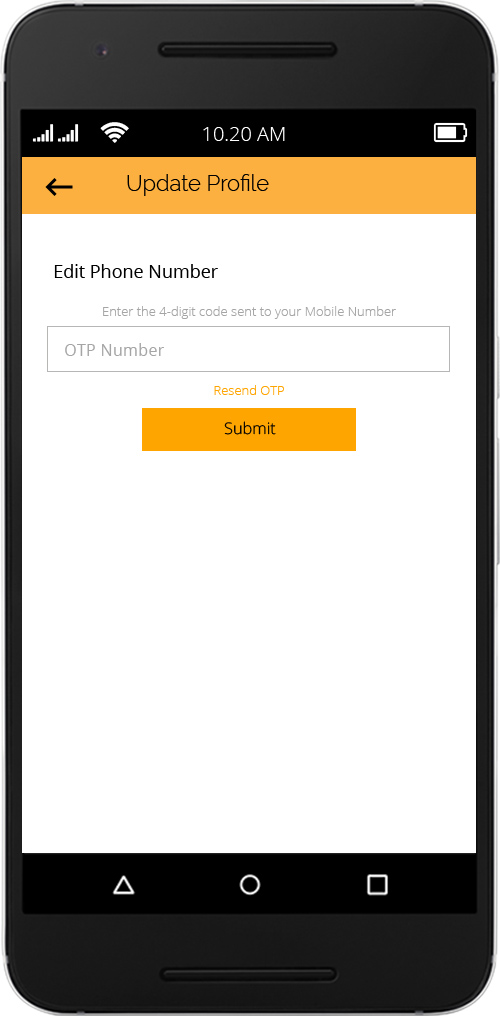 10.20 AM
Update Profile
Edit Phone Number
Enter the 4-digit code sent to your Mobile Number
OTP Number
Resend OTP
Submit